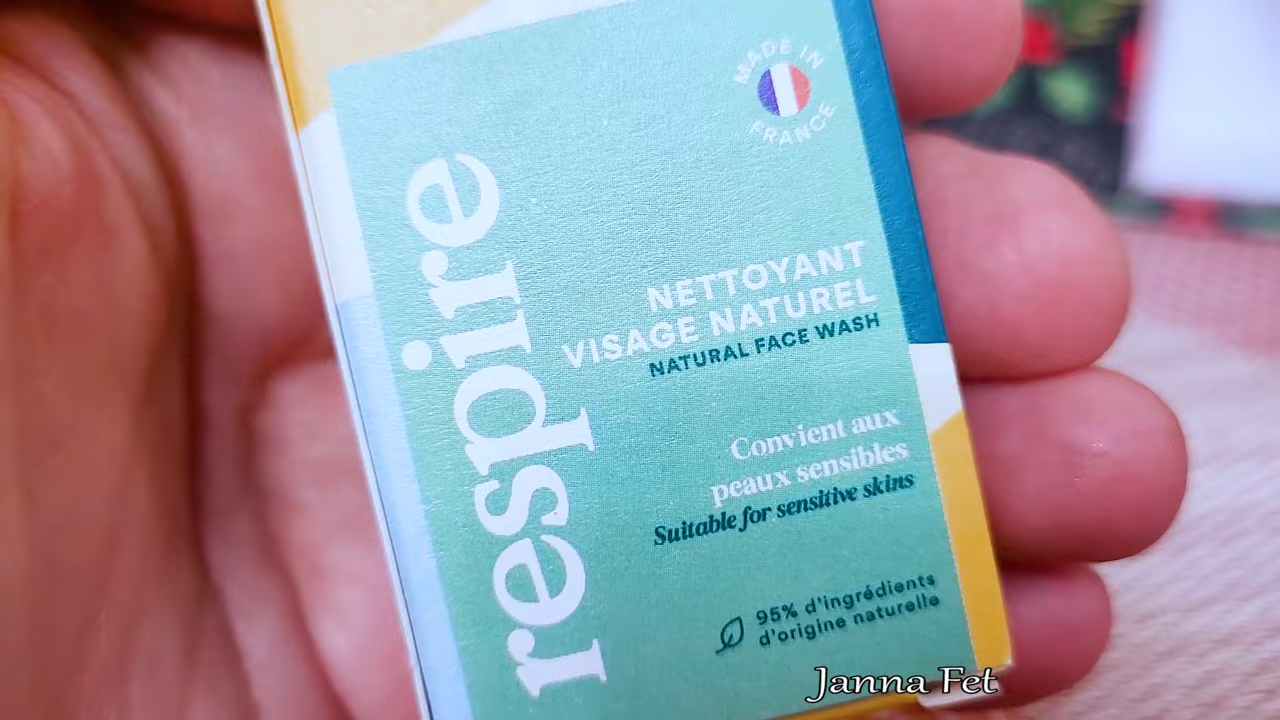 MADE IN
FRANCE
respire
NETTOYANT
VISAGE NATUREL
NATURAL FACE WASH
Convient aux
peaux sensibles
Suitable for sensitive skins
95% d'ingrédients
d'origine naturelle
Janna Fet